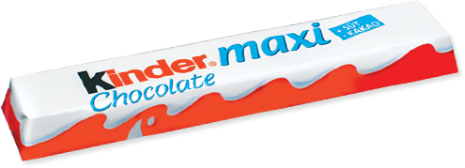 Kinder® maxi
Chocolate
+ SÜT
- KAKAO